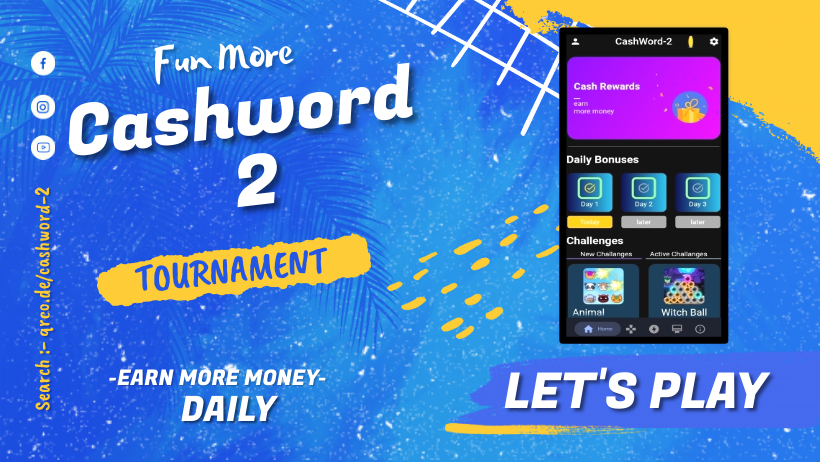 Fun More
Cashword
2
TOURNAMENT
-EARN MORE MONEY-
DAILY
Search :- qrco.de/cashword-2
CashWord-2
Cash Rewards
earn
more money
Daily Bonuses
Day 1 Day 2 Day 3
Today later later
Challenges
New Challanges Active Challanges
Animal Witch Ball
Home
LET'S PLAY